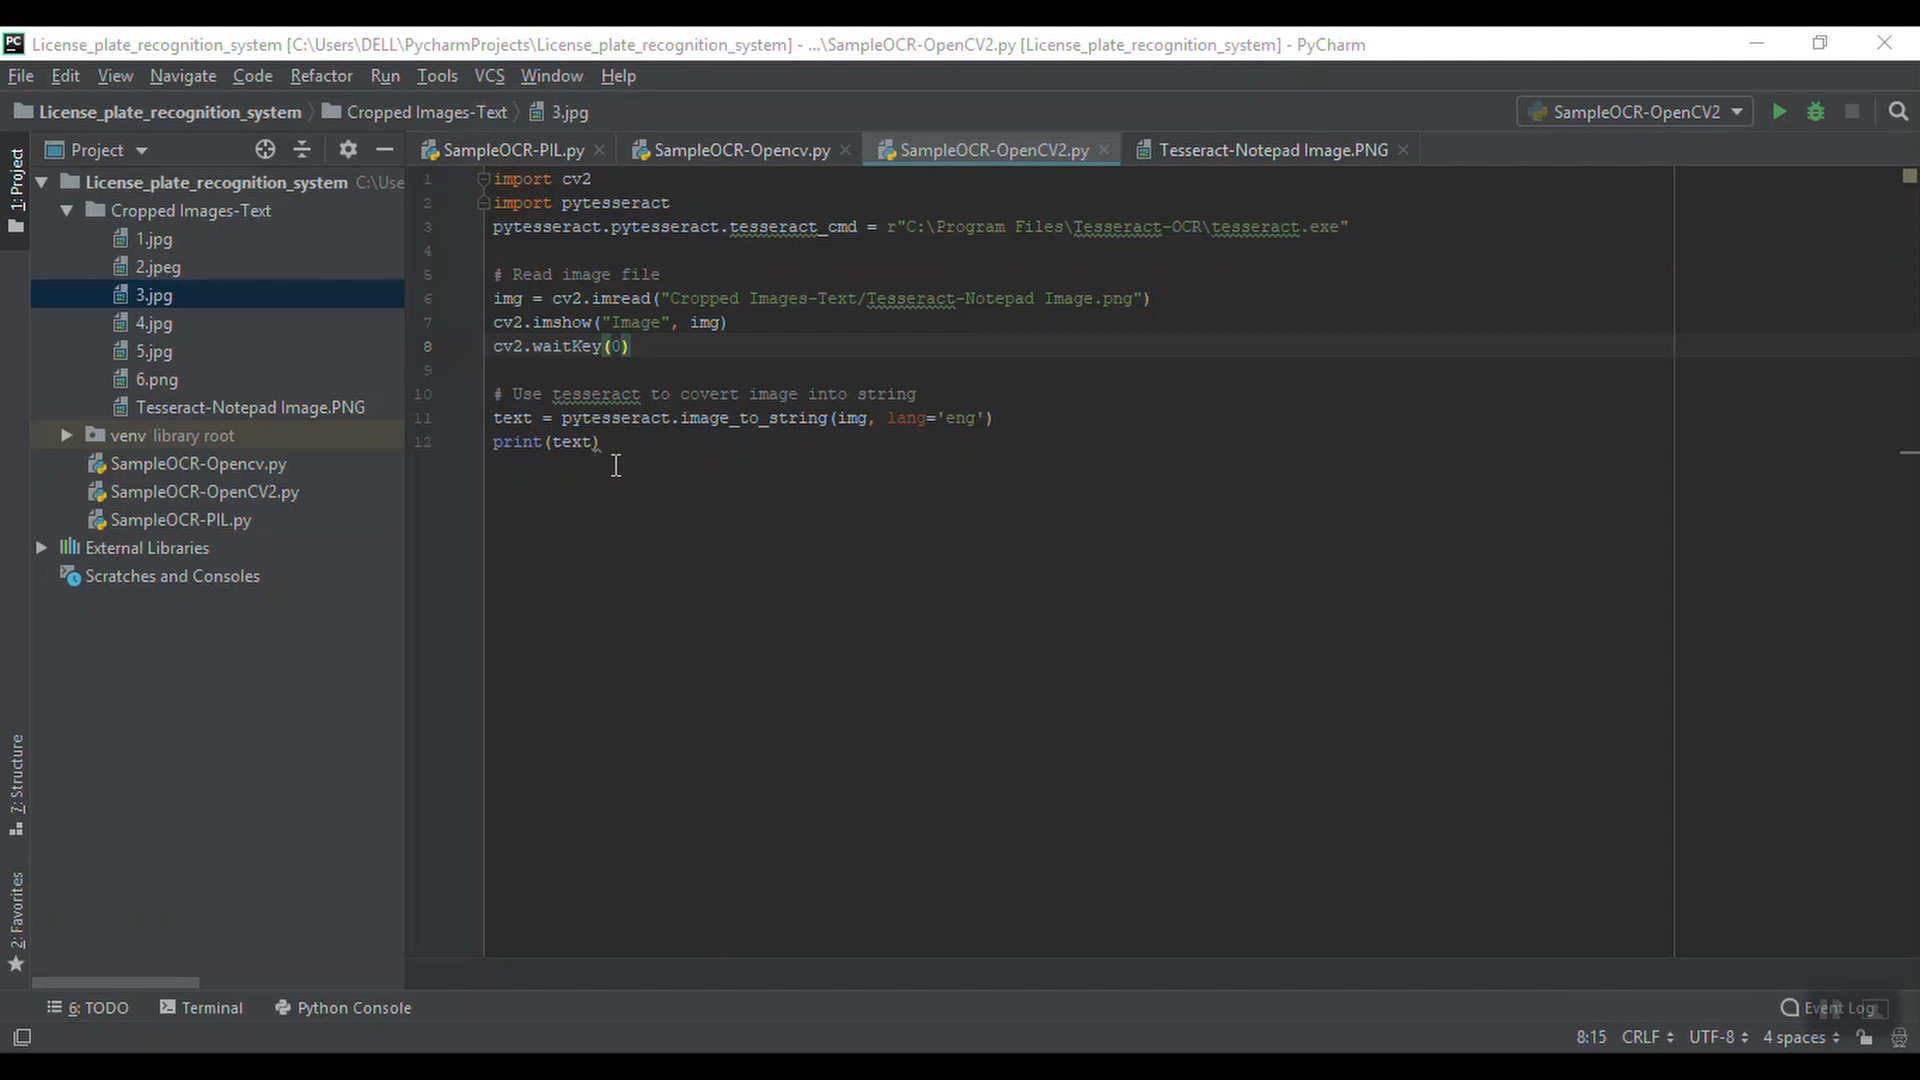 License_plate_recognition_system [C:\Users\DELL\PycharmProjects\License_plate_recognition_system] - ...\SampleOCR-OpenCV2.py [License_plate_recognition_system] - PyCharm
File Edit View Navigate Code Refactor Run Tools VCS Window Help
License_plate_recognition_system Cropped Images-Text 3.jpg SampleOCR-OpenCV2
Project SampleOCR-PIL.py SampleOCR-Opencv.py SampleOCR-OpenCV2.py Tesseract-Notepad Image.PNG
1: Project
License_plate_recognition_system C:\Use
Cropped Images-Text
1.jpg
2.jpeg
3.jpg
4.jpg
5.jpg
6.png
Tesseract-Notepad Image.PNG
venv library root
SampleOCR-Opencv.py
SampleOCR-OpenCV2.py
SampleOCR-PIL.py
External Libraries
Scratches and Consoles
7: Structure
2: Favorites
1 import cv2
2 import pytesseract
3 pytesseract.pytesseract.tesseract_cmd = r"C:\Program Files\Tesseract-OCR\tesseract.exe"
4
5 # Read image file
6 img = cv2.imread("Cropped Images-Text/Tesseract-Notepad Image.png")
7 cv2.imshow("Image", img)
8 cv2.waitKey(0)
9
10 # Use tesseract to covert image into string
11 text = pytesseract.image_to_string(img, lang='eng')
12 print(text)
6: TODO Terminal Python Console Event Log
8:15 CRLF UTF-8 4 spaces